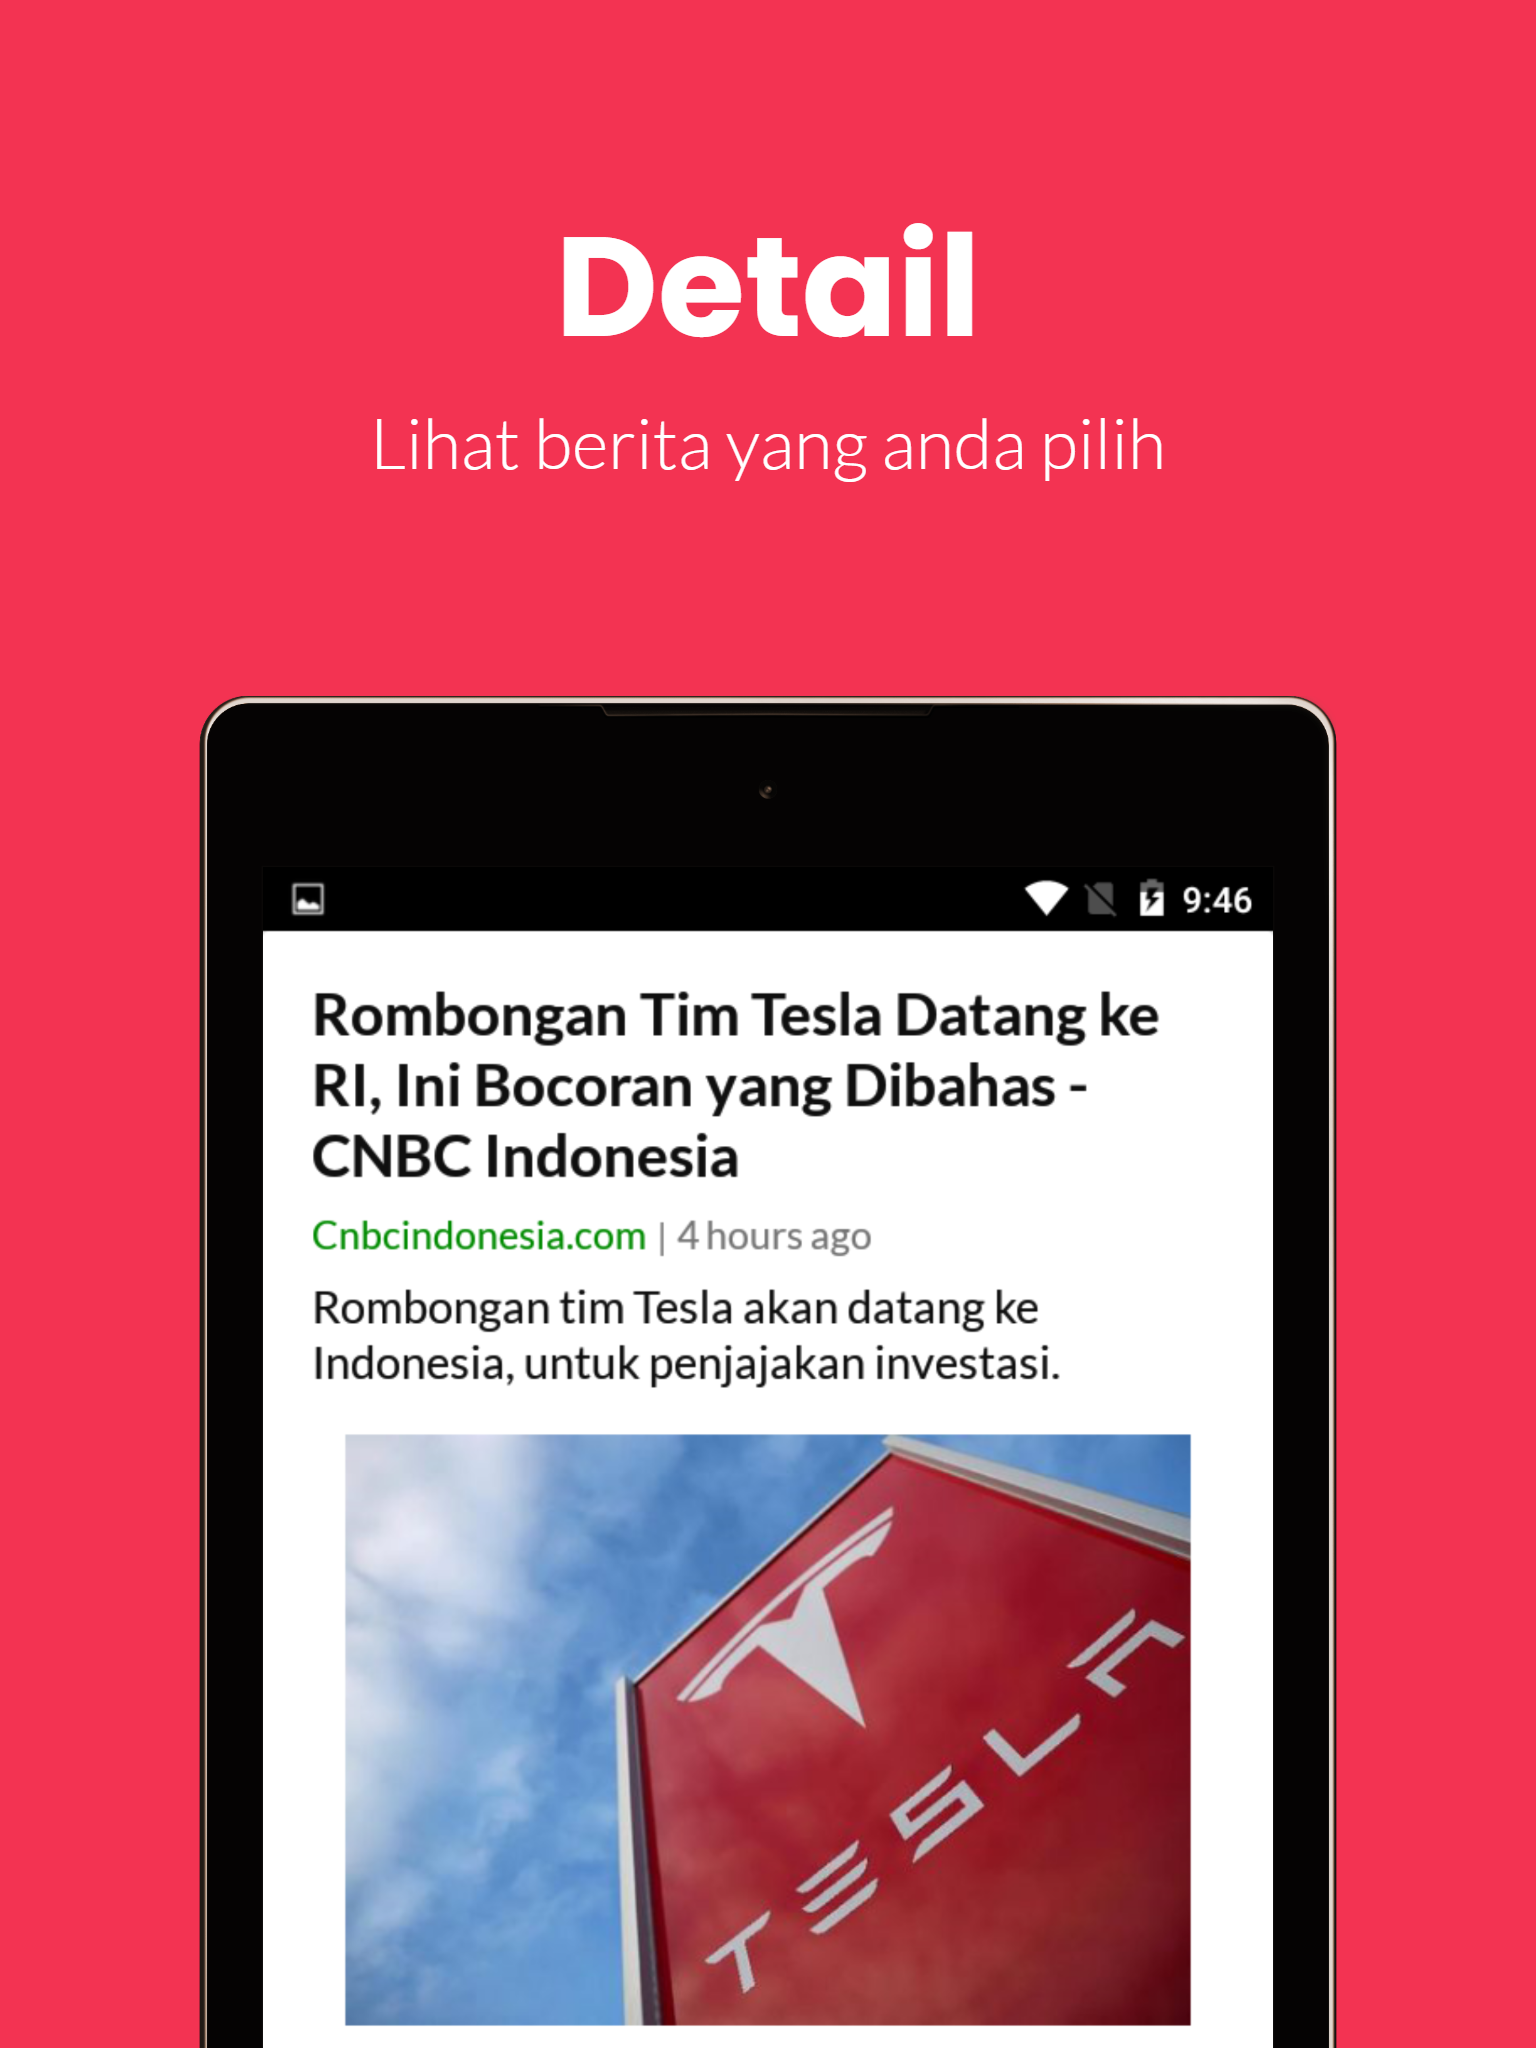 Detail
Lihat berita yang anda pilih
9:46
Rombongan Tim Tesla Datang ke
RI, Ini Bocoran yang Dibahas -
CNBC Indonesia
Cnbcindonesia.com | 4 hours ago
Rombongan tim Tesla akan datang ke
Indonesia, untuk penjajakan investasi.
TESLA